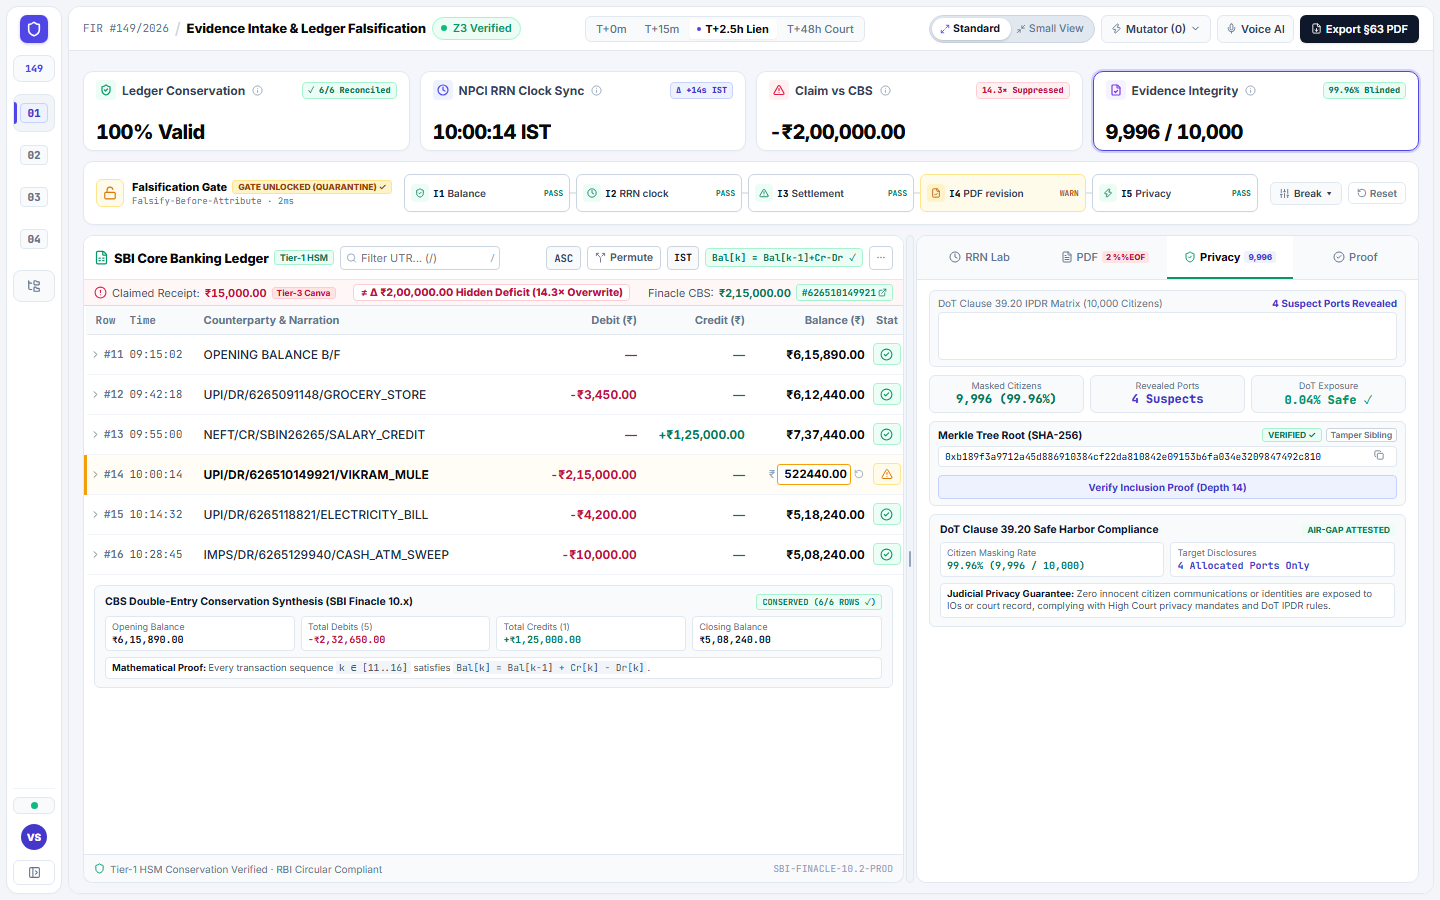 FIR #149/2026 / Evidence Intake & Ledger Falsification Z3 Verified T+0m T+15m T+2.5h Lien T+48h Court Standard Small View Mutator (0) Voice AI Export §63 PDF
149
01
02
03
04
VS
Ledger Conservation ✓ 6/6 Reconciled
100% Valid
NPCI RRN Clock Sync Δ +14s IST
10:00:14 IST
Claim vs CBS 14.3× Suppressed
-₹2,00,000.00
Evidence Integrity 99.96% Blinded
9,996 / 10,000
Falsification Gate GATE UNLOCKED (QUARANTINE) ✓
Falsify-Before-Attribute · 2ms
I1 Balance PASS
I2 RRN clock PASS
I3 Settlement PASS
I4 PDF revision WARN
I5 Privacy PASS
Break ▾ Reset
SBI Core Banking Ledger Tier-1 HSM Filter UTR... (/) / ASC Permute IST Bal[k] = Bal[k-1]+Cr-Dr ✓ ...
Claimed Receipt: ₹15,000.00 Tier-3 Canva ≠ Δ ₹2,00,000.00 Hidden Deficit (14.3× Overwrite) Finacle CBS: ₹2,15,000.00 #626510149921
Row Time Counterparty & Narration Debit (₹) Credit (₹) Balance (₹) Stat
#11 09:15:02 OPENING BALANCE B/F — — ₹6,15,890.00
#12 09:42:18 UPI/DR/6265091148/GROCERY_STORE -₹3,450.00 — ₹6,12,440.00
#13 09:55:00 NEFT/CR/SBIN26265/SALARY_CREDIT — +₹1,25,000.00 ₹7,37,440.00
#14 10:00:14 UPI/DR/626510149921/VIKRAM_MULE -₹2,15,000.00 — ₹ 522440.00
#15 10:14:32 UPI/DR/6265118821/ELECTRICITY_BILL -₹4,200.00 — ₹5,18,240.00
#16 10:28:45 IMPS/DR/6265129940/CASH_ATM_SWEEP -₹10,000.00 — ₹5,08,240.00
CBS Double-Entry Conservation Synthesis (SBI Finacle 10.x) CONSERVED (6/6 ROWS ✓)
Opening Balance
₹6,15,890.00
Total Debits (5)
-₹2,32,650.00
Total Credits (1)
+₹1,25,000.00
Closing Balance
₹5,08,240.00
Mathematical Proof: Every transaction sequence k ∈ [11..16] satisfies Bal[k] = Bal[k-1] + Cr[k] - Dr[k].
Tier-1 HSM Conservation Verified · RBI Circular Compliant SBI-FINACLE-10.2-PROD
RRN Lab PDF 2 %%EOF Privacy 9,996 Proof
DoT Clause 39.20 IPDR Matrix (10,000 Citizens) 4 Suspect Ports Revealed
Masked Citizens
9,996 (99.96%)
Revealed Ports
4 Suspects
DoT Exposure
0.04% Safe ✓
Merkle Tree Root (SHA-256) VERIFIED ✓ Tamper Sibling
0xb189f3a9712a45d886910384cf22da810842e09153b6fa034e3209847492c810
Verify Inclusion Proof (Depth 14)
DoT Clause 39.20 Safe Harbor Compliance AIR-GAP ATTESTED
Citizen Masking Rate
99.96% (9,996 / 10,000)
Target Disclosures
4 Allocated Ports Only
Judicial Privacy Guarantee: Zero innocent citizen communications or identities are exposed to
IOs or court record, complying with High Court privacy mandates and DoT IPDR rules.